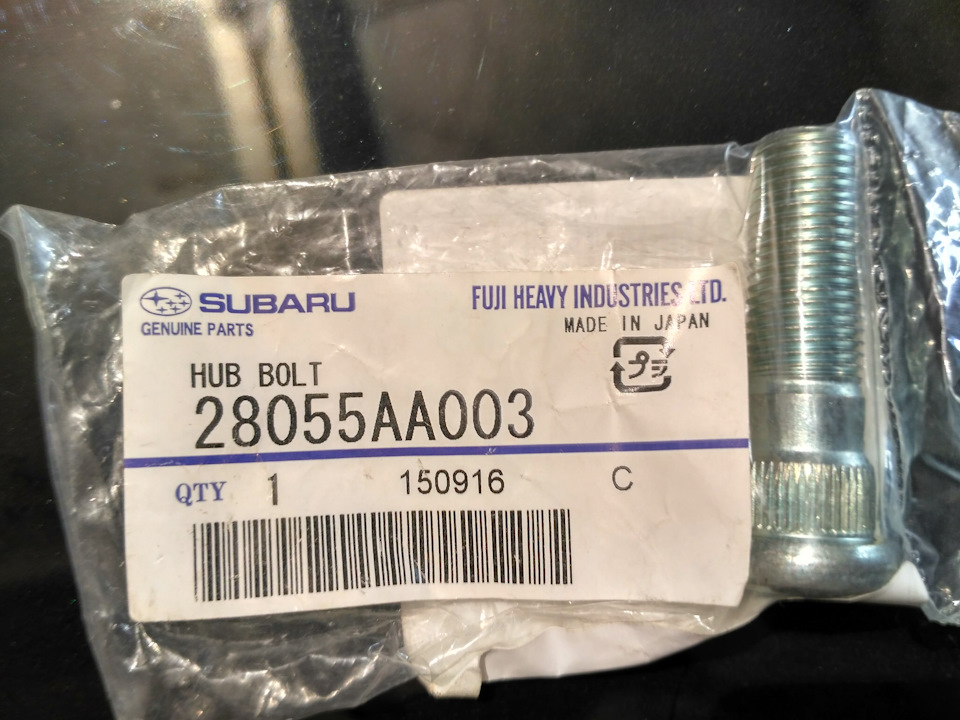 SUBARU
GENUINE PARTS
FUJI HEAVY INDUSTRIES LTD.
MADE IN JAPAN
プラ
HUB BOLT
28055AA003
QTY 1 150916 C